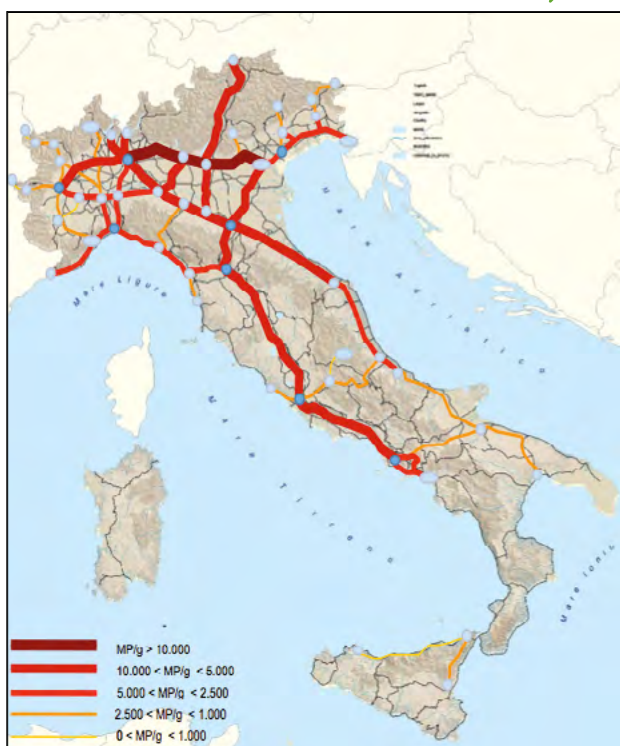 Mare Ligure
Mare Adriatico
Mare Tirreno
Mare Ionio
MP/g > 10.000
10.000 < MP/g < 5.000
5.000 < MP/g < 2.500
2.500 < MP/g < 1.000
0 < MP/g < 1.000